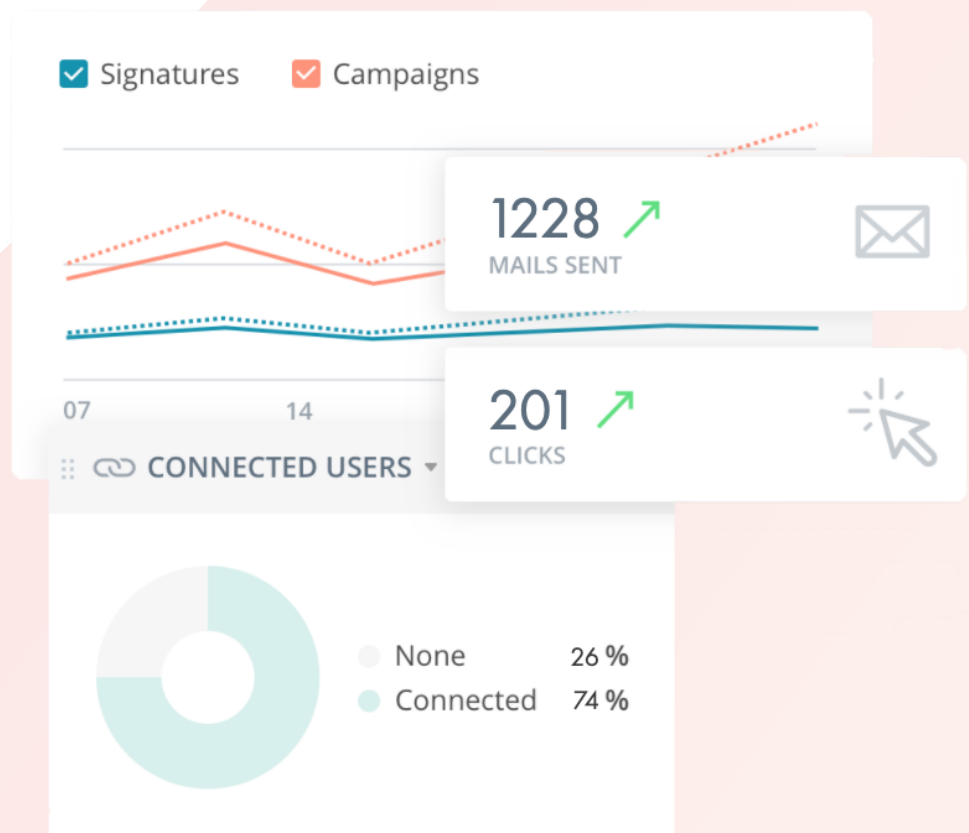 Signatures Campaigns
1228
MAILS SENT
07 14
201
CLICKS
CONNECTED USERS
None 26 %
Connected 74 %